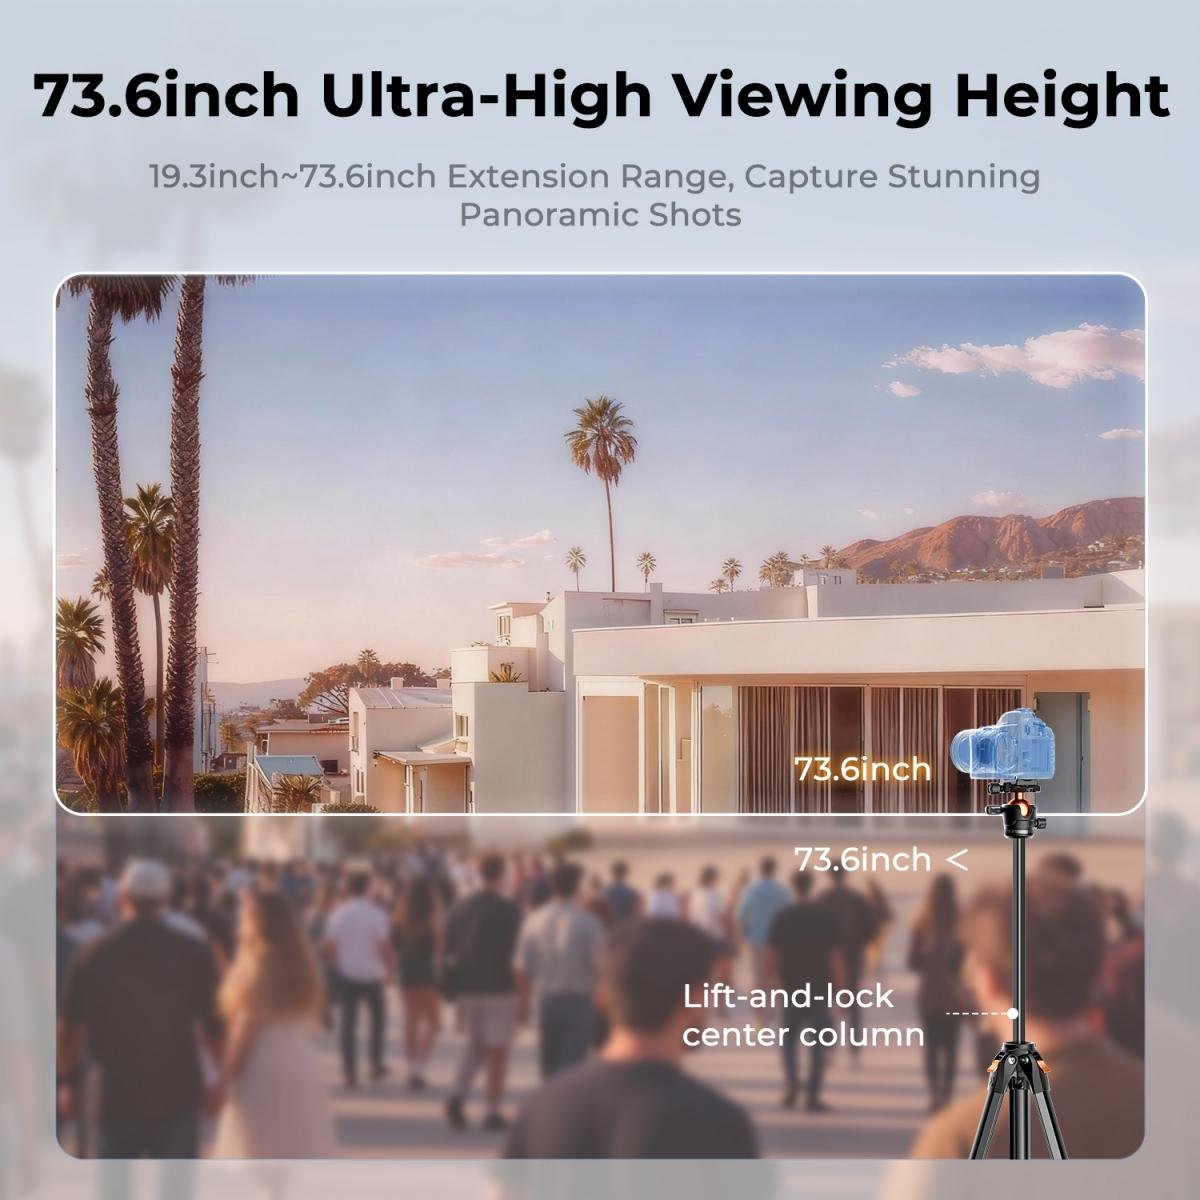 73.6inch Ultra-High Viewing Height
19.3inch~73.6inch Extension Range, Capture Stunning
Panoramic Shots
73.6inch
73.6inch <
Lift-and-lock
center column